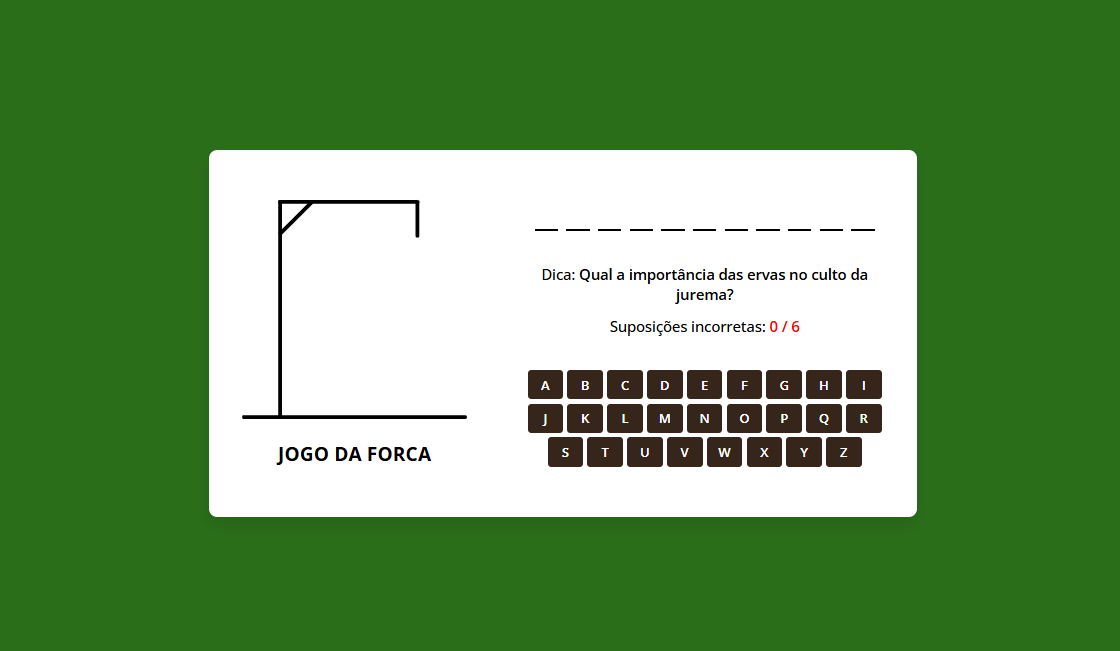 Dica: Qual a importância das ervas no culto da
jurema?
Suposições incorretas: 0 / 6
A B C D E F G H I
J K L M N O P Q R
S T U V W X Y Z
JOGO DA FORCA